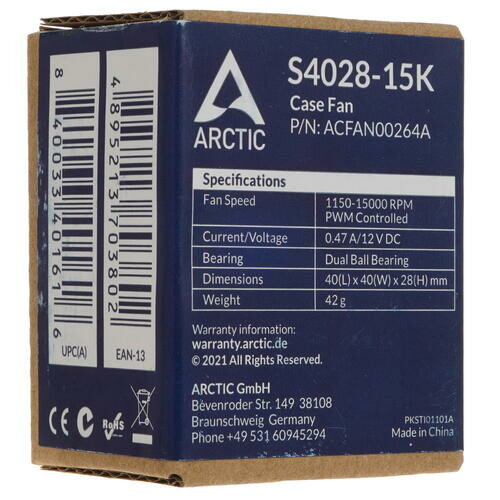 ARCTIC
S4028-15K
Case Fan
P/N: ACFAN00264A
Specifications
Fan Speed 1150-15000 RPM
PWM Controlled
Current/Voltage 0.47 A/12 V DC
Bearing Dual Ball Bearing
Dimensions 40(L) x 40(W) x 28(H) mm
Weight 42 g
Warranty information:
warranty.arctic.de
© 2021 All Rights Reserved.
ARCTIC GmbH
Bevenroder Str. 149 38108
Braunschweig Germany
Phone +49 531 60945294
PKSTI01101A
Made in China
8 40033 40161 6
UPC(A)
4 895213 703802
EAN-13
CE
RoHS